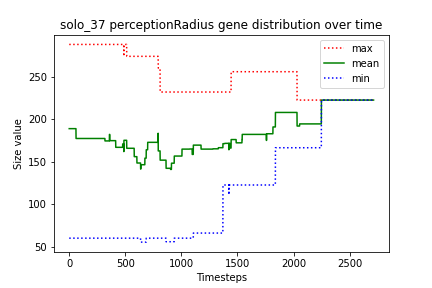 solo_37 perceptionRadius gene distribution over time
max
mean
min
Size value
250
200
150
100
50
0
500
1000
1500
2000
2500
Timesteps